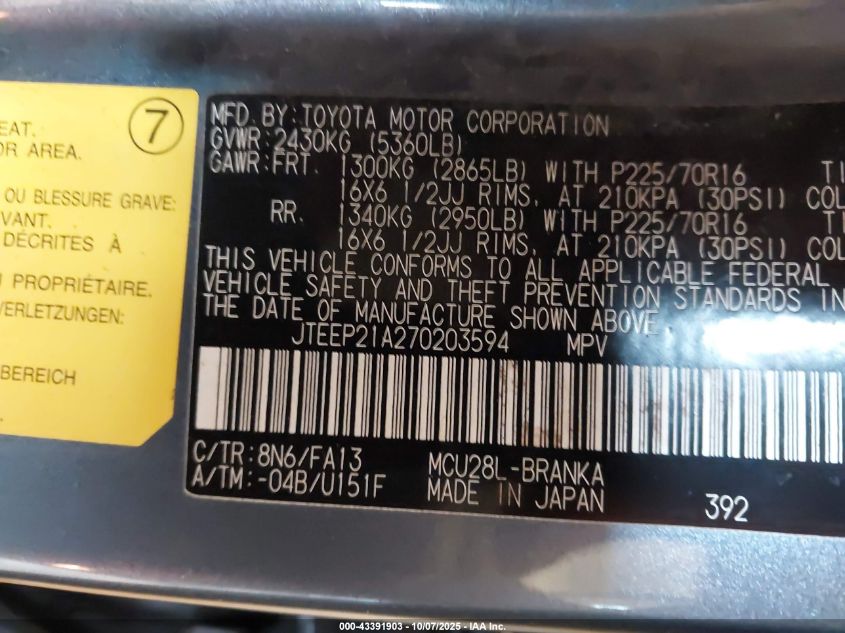 7
EAT.
OR AREA.
OU BLESSURE GRAVE:
VANT.
DÉCRITES À
PROPRIÉTAIRE.
VERLETZUNGEN:
BEREICH
MFD. BY: TOYOTA MOTOR CORPORATION
GVWR: 2430KG (5360LB)
GAWR: FRT. 1300KG (2865LB) WITH P225/70R16 TI
16X6 1/2JJ RIMS, AT 210KPA (30PSI) COL
RR. 1340KG (2950LB) WITH P225/70R16 TI
16X6 1/2JJ RIMS, AT 210KPA (30PSI) COL
THIS VEHICLE CONFORMS TO ALL APPLICABLE FEDERAL
VEHICLE SAFETY AND THEFT PREVENTION STANDARDS IN
THE DATE OF MANUFACTURE SHOWN ABOVE
JTEEP21A270203594 MPV
C/TR: 8N6/FA13 MCU28L-BRANKA
A/TM: -04B/U151F MADE IN JAPAN 392
000-43391903 | 10/07/2025 - IAA Inc.